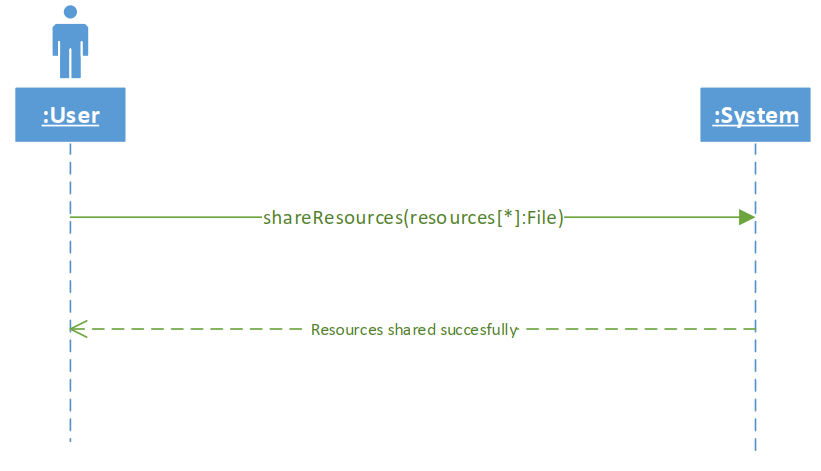 :User
:System
shareResources(resources[*]:File)
Resources shared succesfully